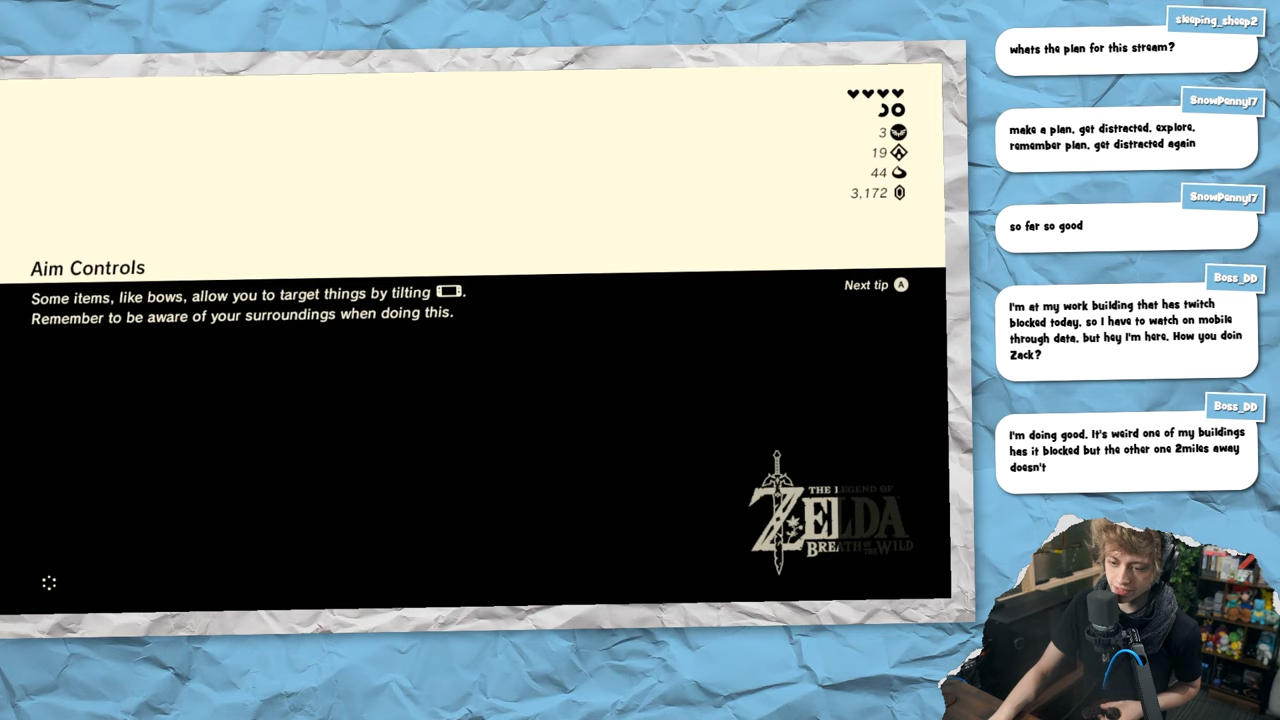 3
19
44
3,172
Aim Controls
Some items, like bows, allow you to target things by tilting .
Remember to be aware of your surroundings when doing this.
Next tip A
THE LEGEND OF
ZELDA
BREATH OF THE WILD
sleeping_sheep2
whats the plan for this stream?
SnowPenny17
make a plan, get distracted, explore,
remember plan, get distracted again
SnowPenny17
so far so good
Boss_DD
I'm at my work building that has twitch
blocked today, so I have to watch on mobile
through data, but hey I'm here. How you doin
Zack?
Boss_DD
I'm doing good. It's weird one of my buildings
has it blocked but the other one 2miles away
doesn't